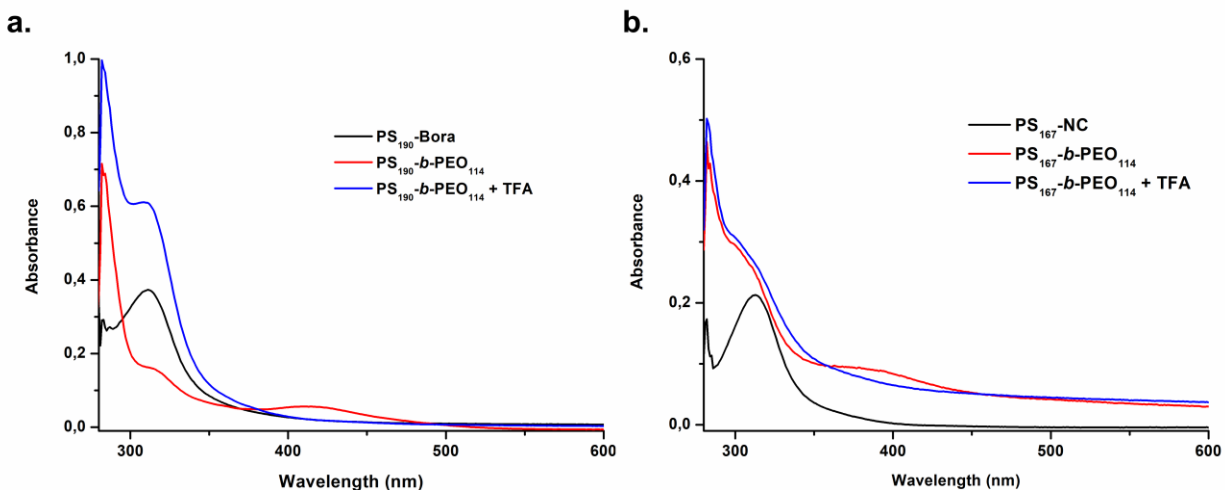 a.
1,0
0,8
0,6
0,4
0,2
0,0
Absorbance
PS₁₉₀-Bora
PS₁₉₀-b-PEO₁₁₄
PS₁₉₀-b-PEO₁₁₄ + TFA
300
400
500
600
Wavelength (nm)
b.
0,6
0,4
0,2
0,0
Absorbance
PS₁₆₇-NC
PS₁₆₇-b-PEO₁₁₄
PS₁₆₇-b-PEO₁₁₄ + TFA
300
400
500
600
Wavelength (nm)